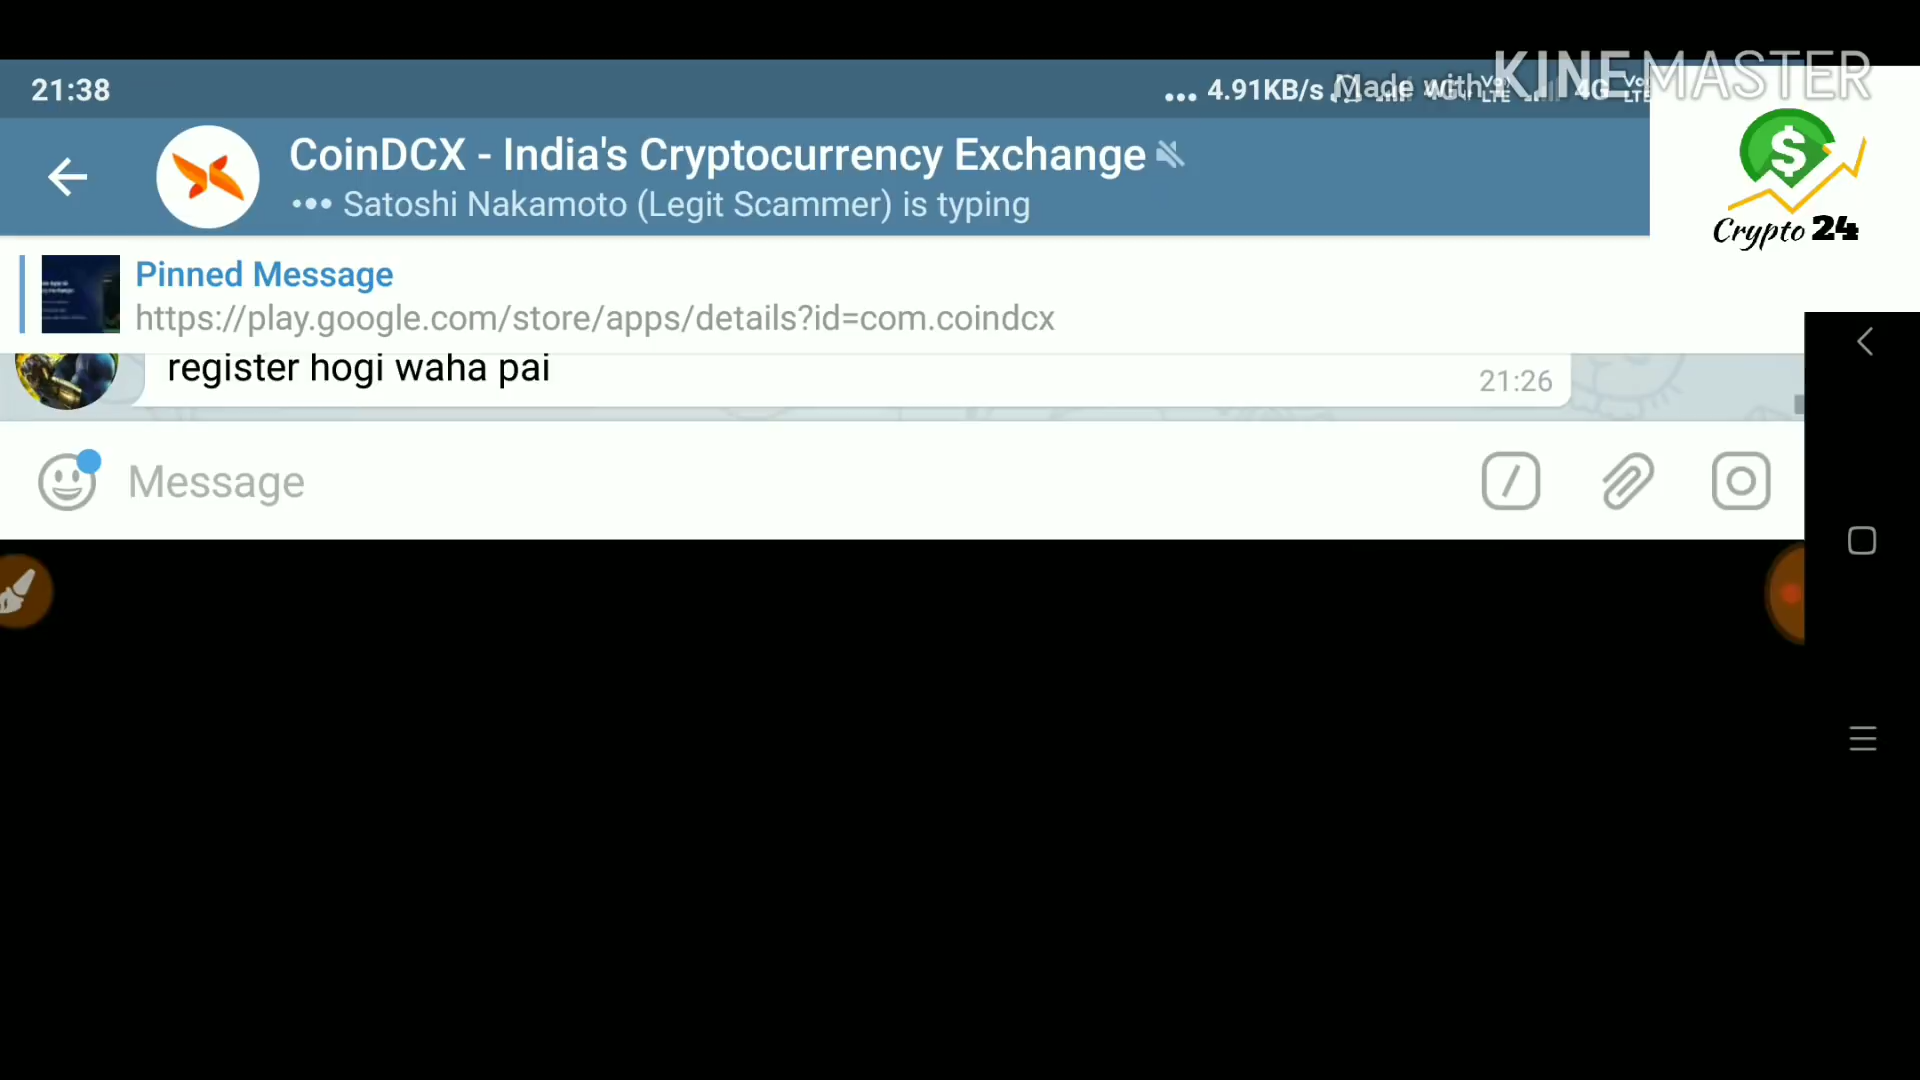 21:38
4.91KB/s
Made with KINEMASTER
4G
CoinDCX - India's Cryptocurrency Exchange
Satoshi Nakamoto (Legit Scammer) is typing
$
Crypto 24
Pinned Message
https://play.google.com/store/apps/details?id=com.coindcx
register hogi waha pai
21:26
Message